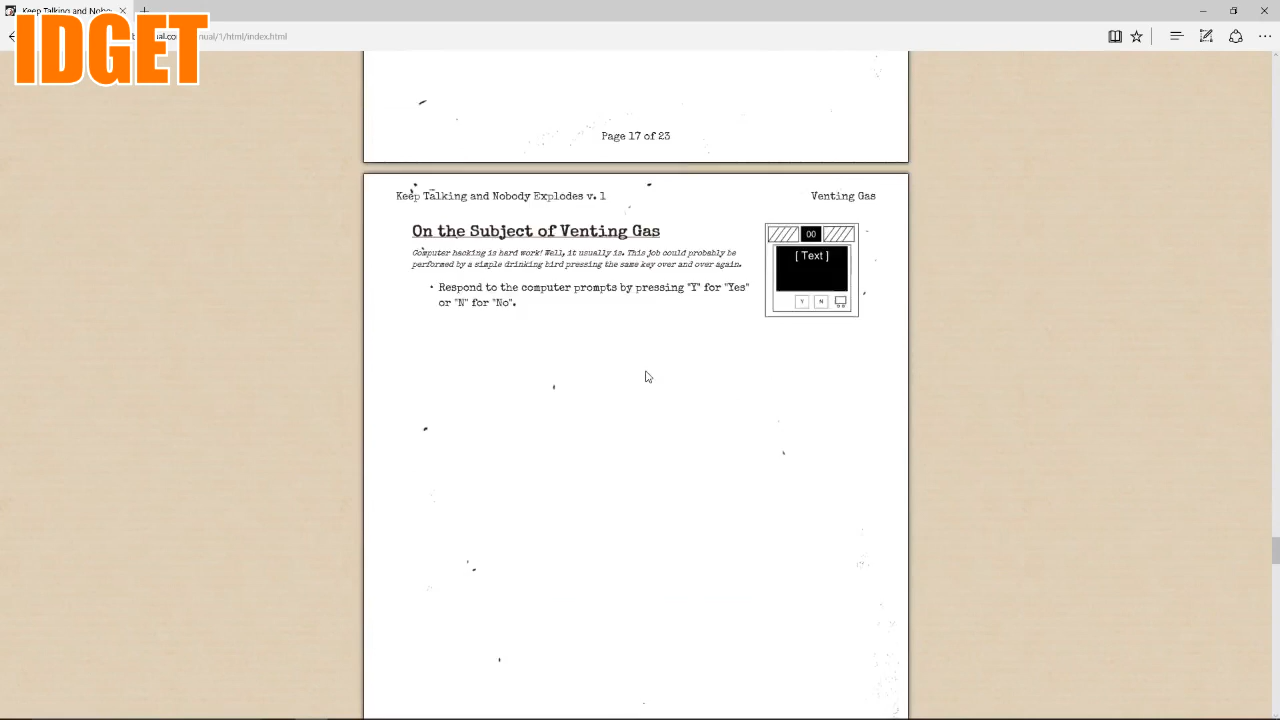 Keep Talking and Nobody
IDGET
nual/1/html/index.html
Page 17 of 23
Keep Talking and Nobody Explodes v. 1
Venting Gas
On the Subject of Venting Gas
Computer hacking is hard work! Well, it usually is. This job could probably be
performed by a simple drinking bird pressing the same key over and over again.
• Respond to the computer prompts by pressing "Y" for "Yes"
or "N" for "No".
00
[ Text ]
Y N